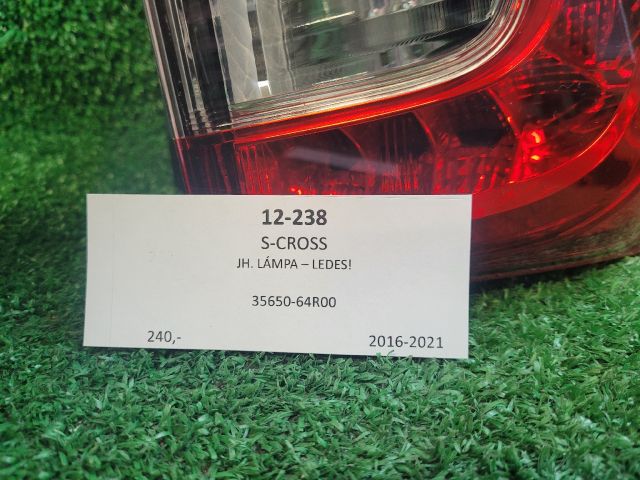 12-238
S-CROSS
JH. LÁMPA – LEDES!
35650-64R00
240,- 2016-2021